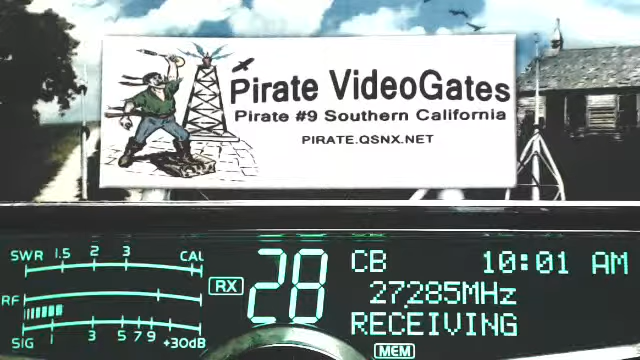 Pirate VideoGates
Pirate #9 Southern California
PIRATE.QSNX.NET
SWR 1.5 2 3 CAL
RF
SIG 1 3 5 7 9 +30dB
RX
28
CB 10:01 AM
27285MHz
RECEIVING
MEM